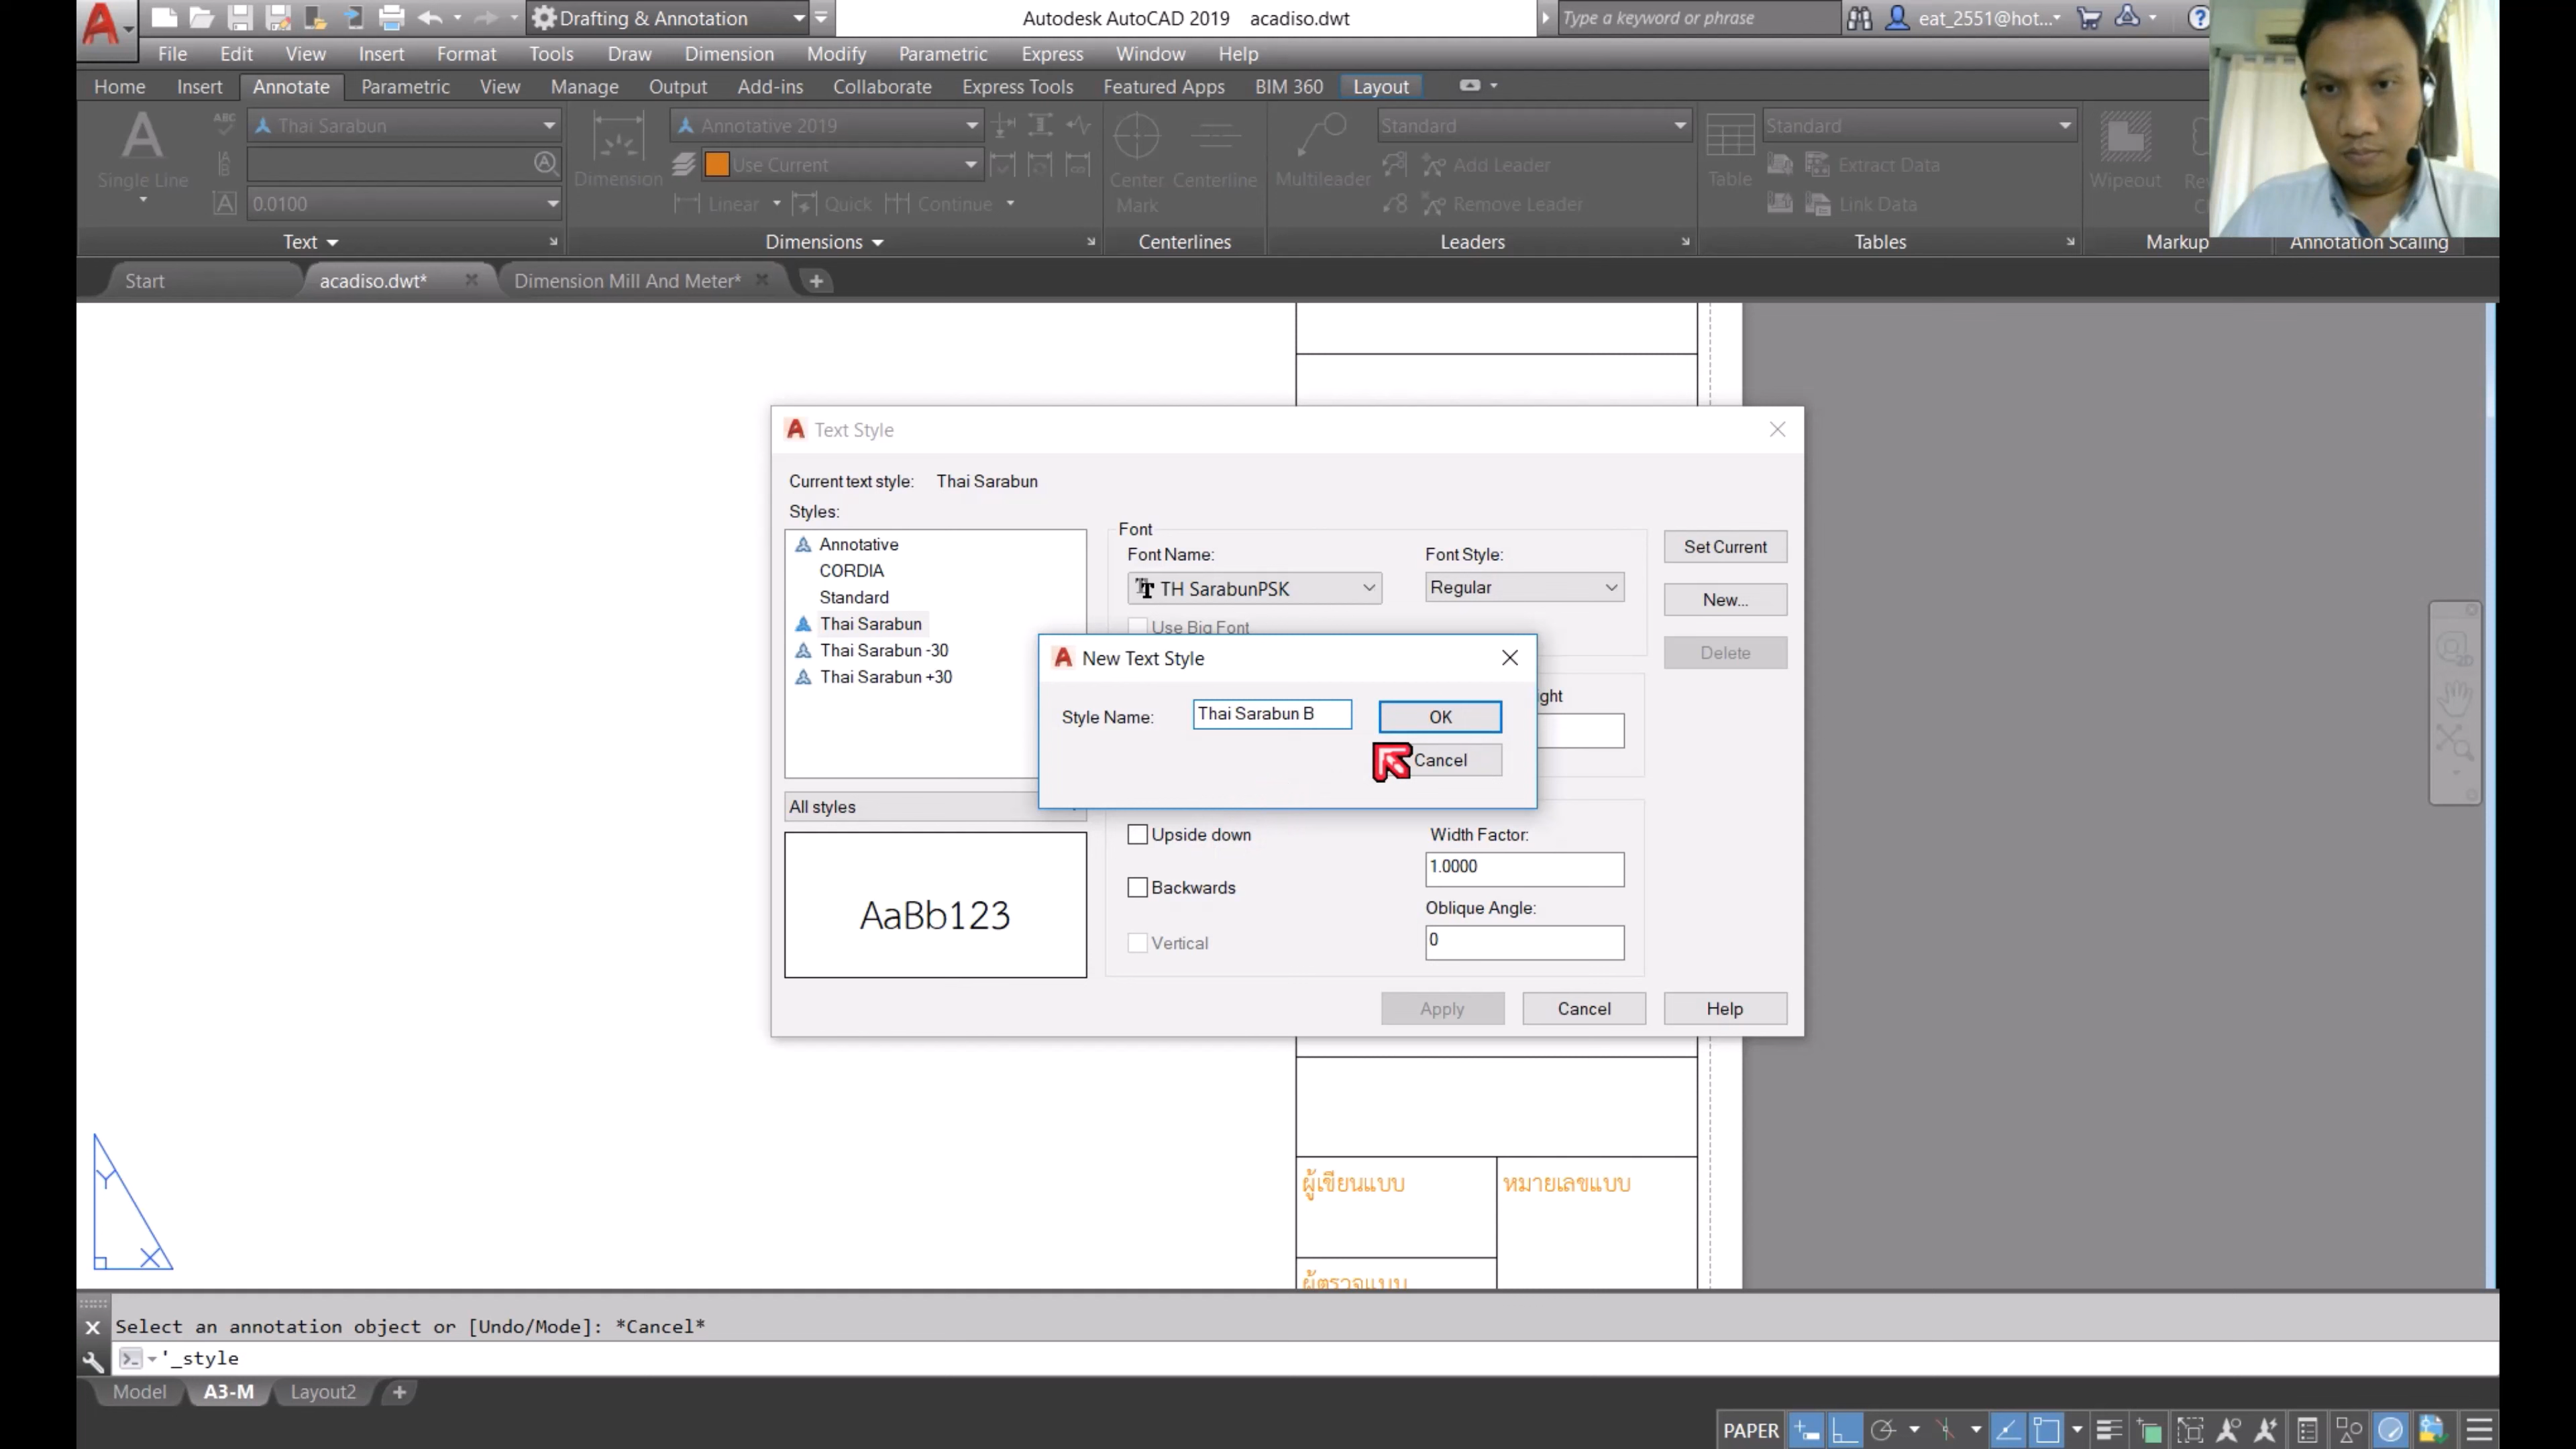 Drafting & Annotation
Autodesk AutoCAD 2019 acadiso.dwt
Type a keyword or phrase
eat_2551@hot...
File Edit View Insert Format Tools Draw Dimension Modify Parametric Express Window Help
Home Insert Annotate Parametric View Manage Output Add-ins Collaborate Express Tools Featured Apps BIM 360 Layout
Thai Sarabun
Annotative 2019
Standard
Standard
Use Current
Add Leader
Extract Data
Single Line
Dimension
Center Mark
Centerline
Multileader
Table
Wipeout
0.0100
Linear Quick Continue
Remove Leader
Link Data
Text Dimensions Centerlines Leaders Tables Markup Annotation Scaling
Start acadiso.dwt* Dimension Mill And Meter*
Text Style
Current text style: Thai Sarabun
Styles:
Annotative
CORDIA
Standard
Thai Sarabun
Thai Sarabun -30
Thai Sarabun +30
All styles
AaBb123
Font
Font Name: Font Style:
TH SarabunPSK Regular
Use Big Font
Set Current
New...
Delete
New Text Style
Style Name: Thai Sarabun B OK
Cancel
Upside down
Backwards
Vertical
Width Factor:
1.0000
Oblique Angle:
0
Apply Cancel Help
ผู้เขียนแบบ หมายเลขแบบ
ผู้ตรวจแบบ
Y
X
Select an annotation object or [Undo/Mode]: *Cancel*
'_style
Model A3-M Layout2
PAPER